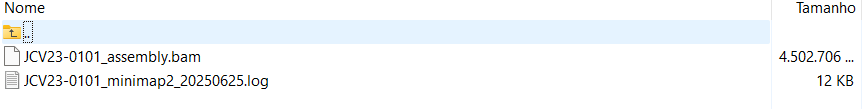 Nome Tamanho
..
JCV23-0101_assembly.bam 4.502.706 ...
JCV23-0101_minimap2_20250625.log 12 KB